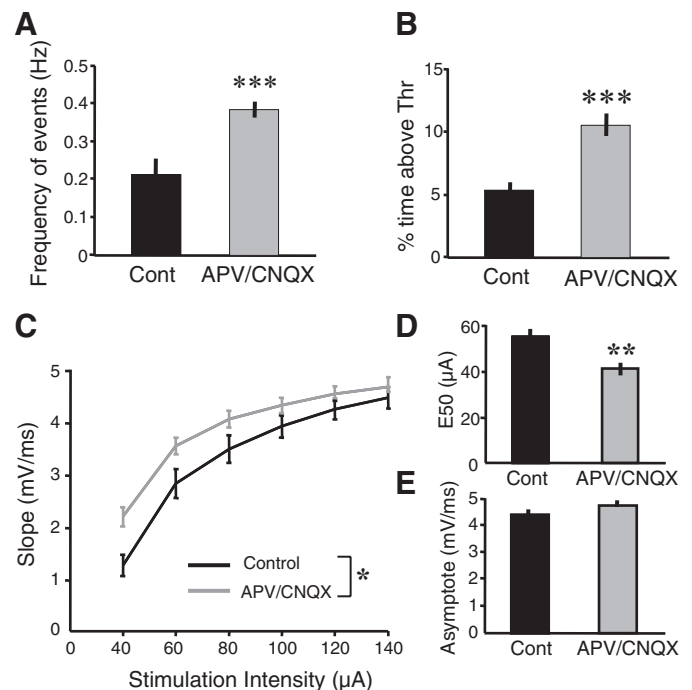 A
Frequency of events (Hz)
0.5
0.4
0.3
0.2
0.1
0
***
Cont
APV/CNQX
B
% time above Thr
15
10
5
0
***
Cont
APV/CNQX
C
Slope (mV/ms)
5
4
3
2
1
0
0
40
60
80
100
120
140
Control
APV/CNQX
*
Stimulation Intensity (µA)
D
E50 (µA)
60
40
20
0
**
Cont
APV/CNQX
E
Asymptote (mV/ms)
5
4
3
2
1
0
Cont
APV/CNQX